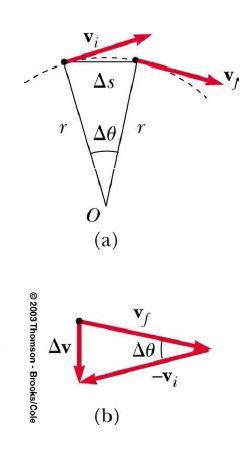 v_i
Δs
v_f
r
Δθ
r
O
(a)
© 2003 Thomson - Brooks/Cole
v_f
Δv
Δθ
−v_i
(b)